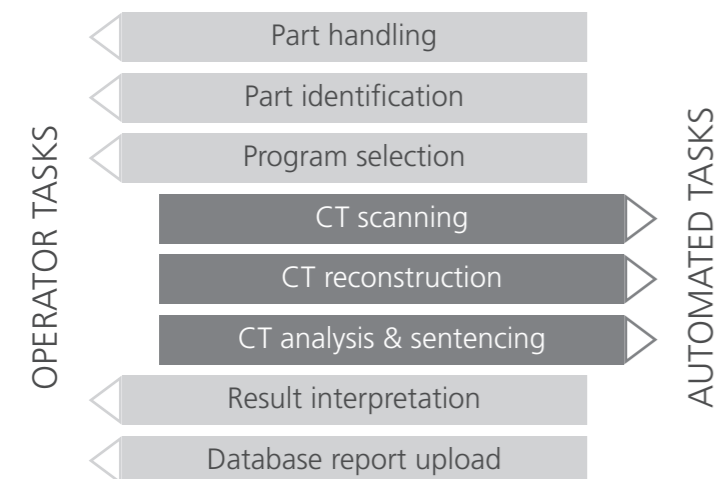 Part handling
Part identification
Program selection
CT scanning
CT reconstruction
CT analysis & sentencing
Result interpretation
Database report upload
OPERATOR TASKS
AUTOMATED TASKS